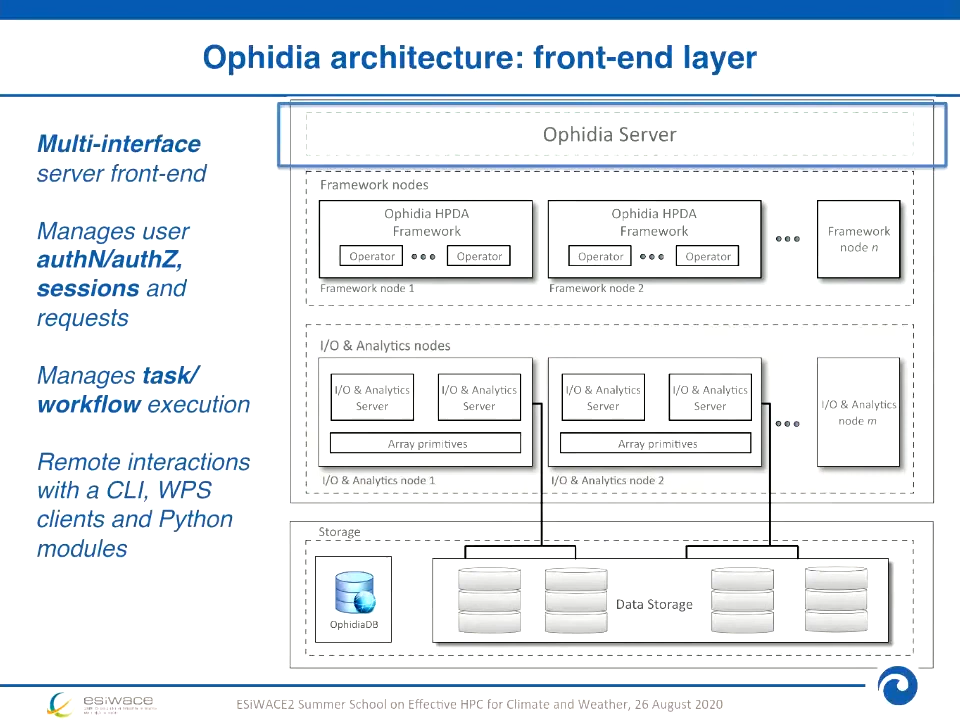 Ophidia architecture: front-end layer
Multi-interface
server front-end
Manages user
authN/authZ,
sessions and
requests
Manages task/
workflow execution
Remote interactions
with a CLI, WPS
clients and Python
modules
Ophidia Server
Framework nodes
Ophidia HPDA
Framework
Operator
Operator
Framework node 1
Ophidia HPDA
Framework
Operator
Operator
Framework node 2
Framework
node n
I/O & Analytics nodes
I/O & Analytics
Server
I/O & Analytics
Server
Array primitives
I/O & Analytics node 1
I/O & Analytics
Server
I/O & Analytics
Server
Array primitives
I/O & Analytics node 2
I/O & Analytics
node m
Storage
OphidiaDB
Data Storage
esiwace
ESiWACE2 Summer School on Effective HPC for Climate and Weather, 26 August 2020